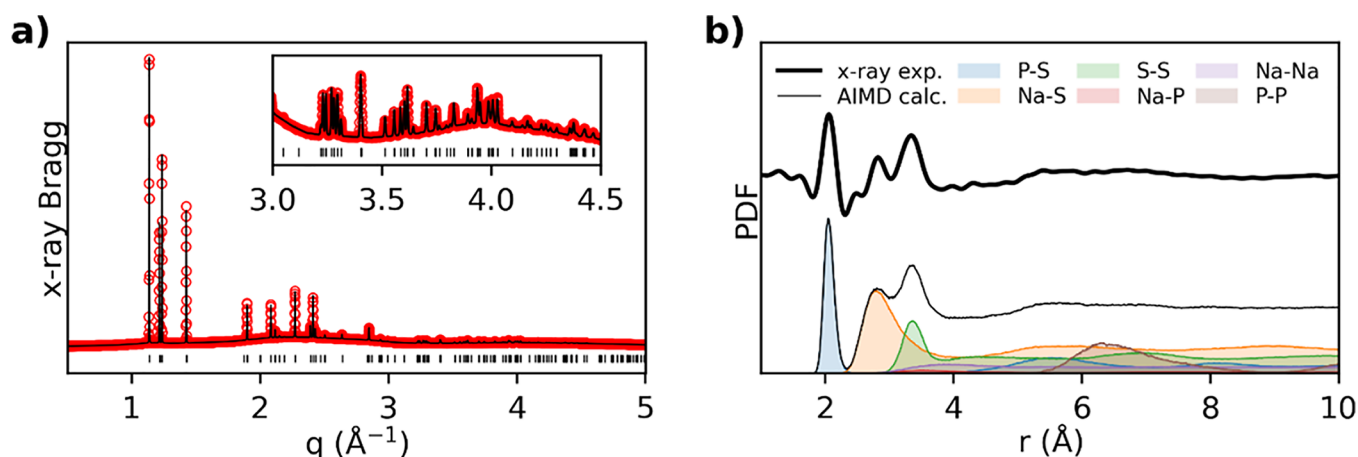 a)
x-ray Bragg
3.0 3.5 4.0 4.5
1 2 3 4 5
q (Å⁻¹)
b)
PDF
x-ray exp. P-S S-S Na-Na
AIMD calc. Na-S Na-P P-P
2 4 6 8 10
r (Å)